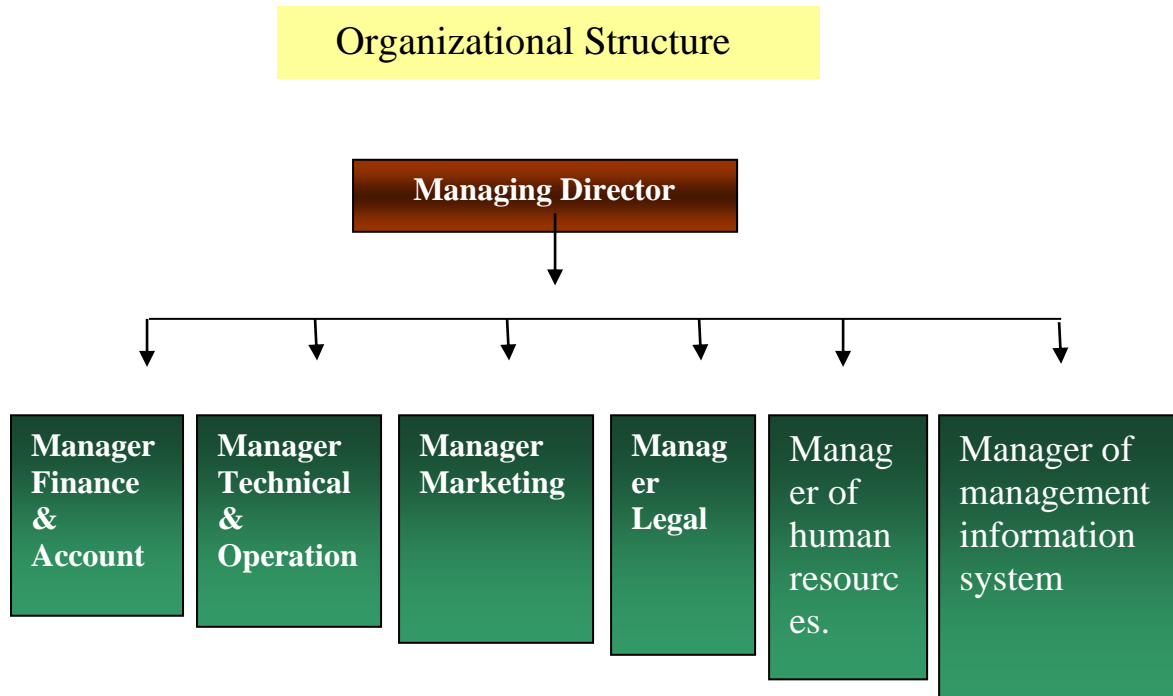 Organizational Structure
Managing Director
Manager
Finance
&
Account
Manager
Technical
&
Operation
Manager
Marketing
Manag
er
Legal
Manag
er of
human
resourc
es.
Manager of
management
information
system